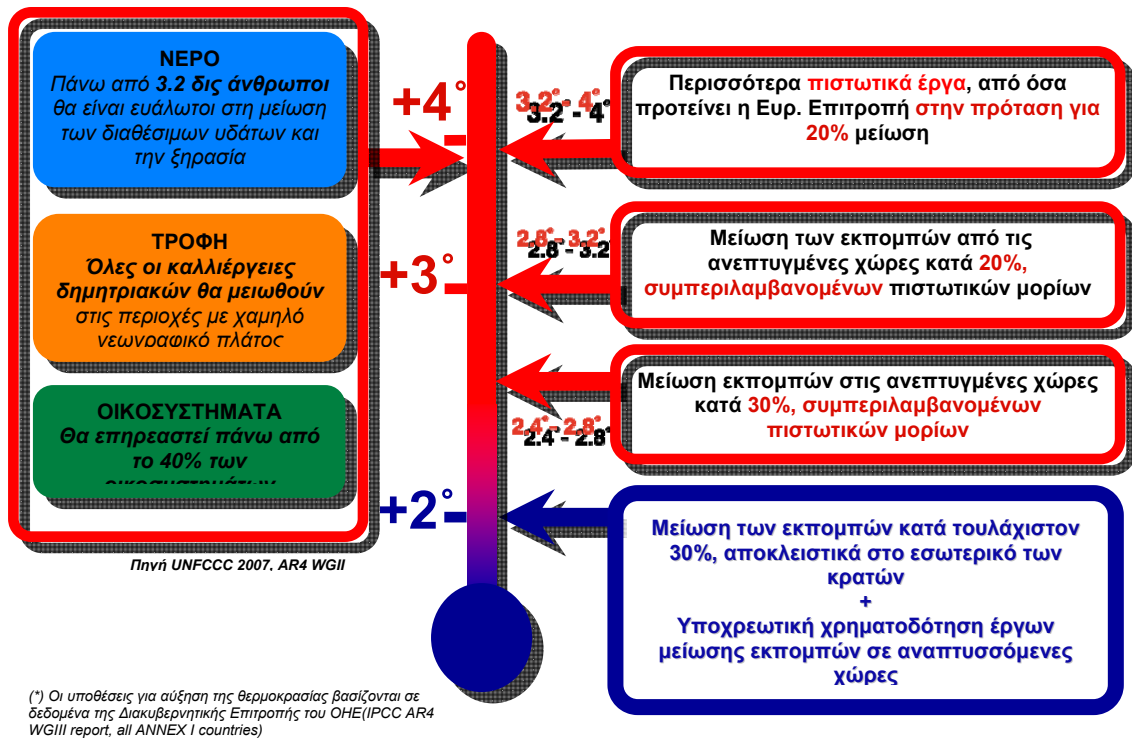 ΝΕΡΟ
Πάνω από 3.2 δις άνθρωποι
θα είναι ευάλωτοι στη μείωση
των διαθέσιμων υδάτων και
την ξηρασία
ΤΡΟΦΗ
Όλες οι καλλιέργειες
δημητριακών θα μειωθούν
στις περιοχές με χαμηλό
γεωγραφικό πλάτος
ΟΙΚΟΣΥΣΤΗΜΑΤΑ
Θα επηρεαστεί πάνω από
το 40% των
οικοσυστημάτων
Πηγή UNFCCC 2007, AR4 WGII
+4°
+3°
+2°
3.2° - 4°
2.8° - 3.2°
2.4° - 2.8°
Περισσότερα πιστωτικά έργα, από όσα
προτείνει η Ευρ. Επιτροπή στην πρόταση για
20% μείωση
Μείωση των εκπομπών από τις
ανεπτυγμένες χώρες κατά 20%,
συμπεριλαμβανομένων πιστωτικών μορίων
Μείωση εκπομπών στις ανεπτυγμένες χώρες
κατά 30%, συμπεριλαμβανομένων
πιστωτικών μορίων
Μείωση των εκπομπών κατά τουλάχιστον
30%, αποκλειστικά στο εσωτερικό των
κρατών
+
Υποχρεωτική χρηματοδότηση έργων
μείωσης εκπομπών σε αναπτυσσόμενες
χώρες
(*) Οι υποθέσεις για αύξηση της θερμοκρασίας βασίζονται σε
δεδομένα της Διακυβερνητικής Επιτροπής του ΟΗΕ(IPCC AR4
WGIII report, all ANNEX I countries)